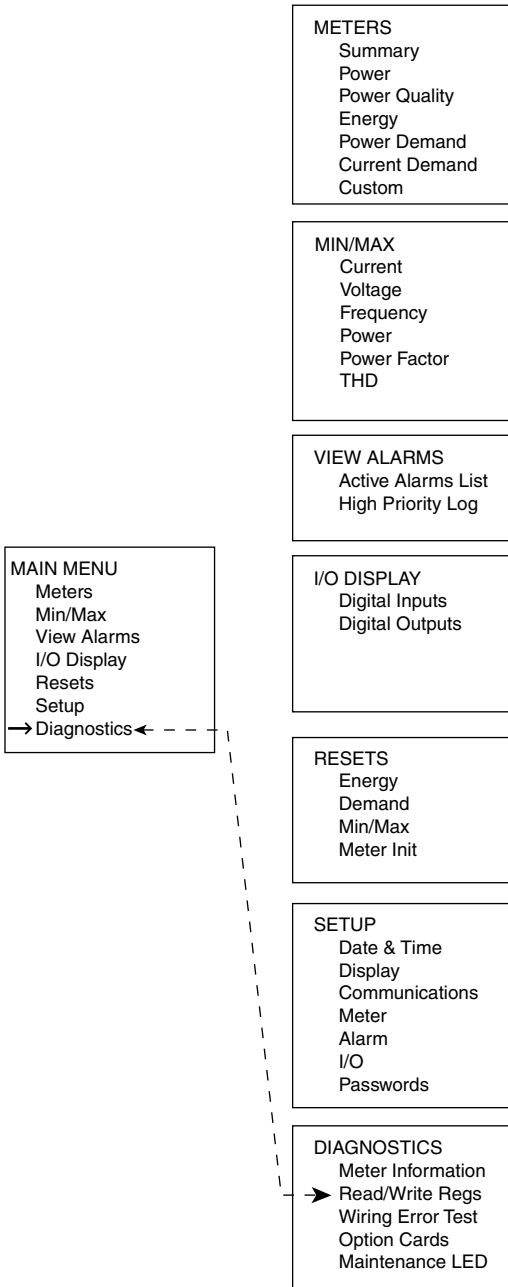 METERS
Summary
Power
Power Quality
Energy
Power Demand
Current Demand
Custom
MIN/MAX
Current
Voltage
Frequency
Power
Power Factor
THD
VIEW ALARMS
Active Alarms List
High Priority Log
MAIN MENU
Meters
Min/Max
View Alarms
I/O Display
Resets
Setup
Diagnostics
I/O DISPLAY
Digital Inputs
Digital Outputs
RESETS
Energy
Demand
Min/Max
Meter Init
SETUP
Date & Time
Display
Communications
Meter
Alarm
I/O
Passwords
DIAGNOSTICS
Meter Information
Read/Write Regs
Wiring Error Test
Option Cards
Maintenance LED